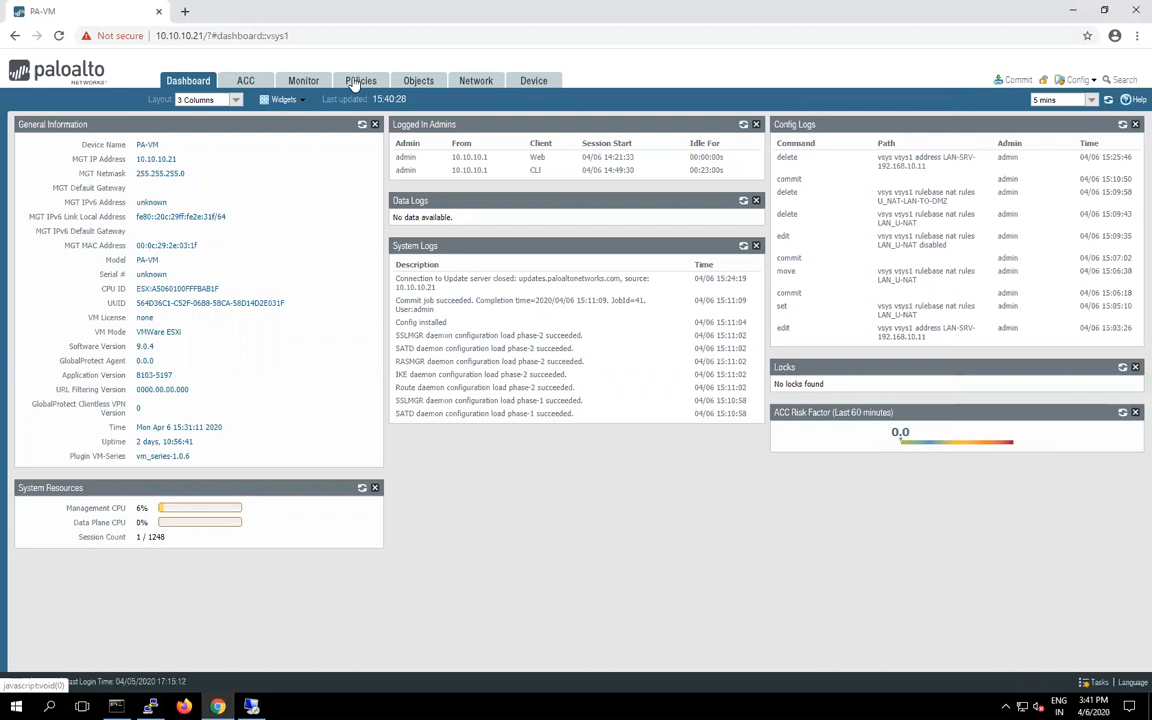 PA-VM
Not secure 10.10.10.21/?#dashboard::vsys1
paloalto NETWORKS
Dashboard ACC Monitor Policies Objects Network Device
Commit Config Search
Layout 3 Columns Widgets Last updated: 15:40:28 5 mins Help
General Information
Device Name PA-VM
MGT IP Address 10.10.10.21
MGT Netmask 255.255.255.0
MGT Default Gateway
MGT IPv6 Address unknown
MGT IPv6 Link Local Address fe80::20c:29ff:fe2e:31f/64
MGT IPv6 Default Gateway
MGT MAC Address 00:0c:29:2e:03:1f
Model PA-VM
Serial # unknown
CPU ID ESX:A5060100FFFBAB1F
UUID 564D36C1-C52F-06B8-5BCA-58D14D2E031F
VM License none
VM Mode VMWare ESXi
Software Version 9.0.4
GlobalProtect Agent 0.0.0
Application Version 8103-5197
URL Filtering Version 0000.00.00.000
GlobalProtect Clientless VPN Version 0
Time Mon Apr 6 15:31:11 2020
Uptime 2 days, 10:56:41
Plugin VM-Series vm_series-1.0.6
System Resources
Management CPU 6%
Data Plane CPU 0%
Session Count 1 / 1248
Logged In Admins
Admin From Client Session Start Idle For
admin 10.10.10.1 Web 04/06 14:21:33 00:00:00s
admin 10.10.10.1 CLI 04/06 14:49:30 00:23:00s
Data Logs
No data available.
System Logs
Description Time
Connection to Update server closed: updates.paloaltonetworks.com, source: 04/06 15:24:19
10.10.10.21
Commit job succeeded. Completion time=2020/04/06 15:11:09. JobId=41. 04/06 15:11:09
User:admin
Config installed 04/06 15:11:04
SSLMGR daemon configuration load phase-2 succeeded. 04/06 15:11:02
SATD daemon configuration load phase-2 succeeded. 04/06 15:11:02
RASMGR daemon configuration load phase-2 succeeded. 04/06 15:11:02
IKE daemon configuration load phase-2 succeeded. 04/06 15:11:02
Route daemon configuration load phase-2 succeeded. 04/06 15:11:02
SSLMGR daemon configuration load phase-1 succeeded. 04/06 15:10:58
SATD daemon configuration load phase-1 succeeded. 04/06 15:10:58
Config Logs
Command Path Admin Time
delete vsys vsys1 address LAN-SRV- admin 04/06 15:25:46
192.168.10.11
commit admin 04/06 15:10:50
delete vsys vsys1 rulebase nat rules admin 04/06 15:09:58
U_NAT-LAN-TO-DMZ
delete vsys vsys1 rulebase nat rules admin 04/06 15:09:43
LAN_U-NAT
edit vsys vsys1 rulebase nat rules admin 04/06 15:09:35
LAN_U-NAT disabled
commit admin 04/06 15:07:02
move vsys vsys1 rulebase nat rules admin 04/06 15:06:38
LAN_U-NAT
commit admin 04/06 15:06:18
set vsys vsys1 rulebase nat rules admin 04/06 15:05:10
LAN_U-NAT
edit vsys vsys1 address LAN-SRV- admin 04/06 15:03:26
192.168.10.11
Locks
No locks found
ACC Risk Factor (Last 60 minutes)
0.0
javascript:void(0) Last Login Time: 04/05/2020 17:15:12 Tasks Language
ENG IN
3:41 PM
4/6/2020